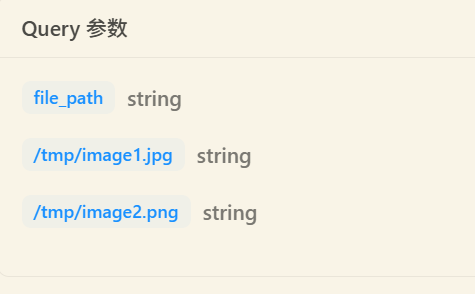 Query 参数
file_path string
/tmp/image1.jpg string
/tmp/image2.png string